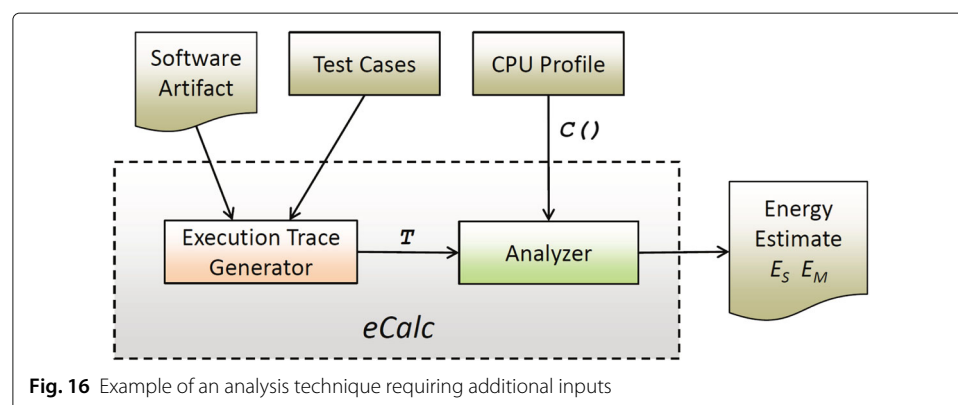 Software
Artifact
Test Cases
CPU Profile
C()
Execution Trace
Generator
T
Analyzer
Energy
Estimate
E_S E_M
eCalc
Fig. 16 Example of an analysis technique requiring additional inputs